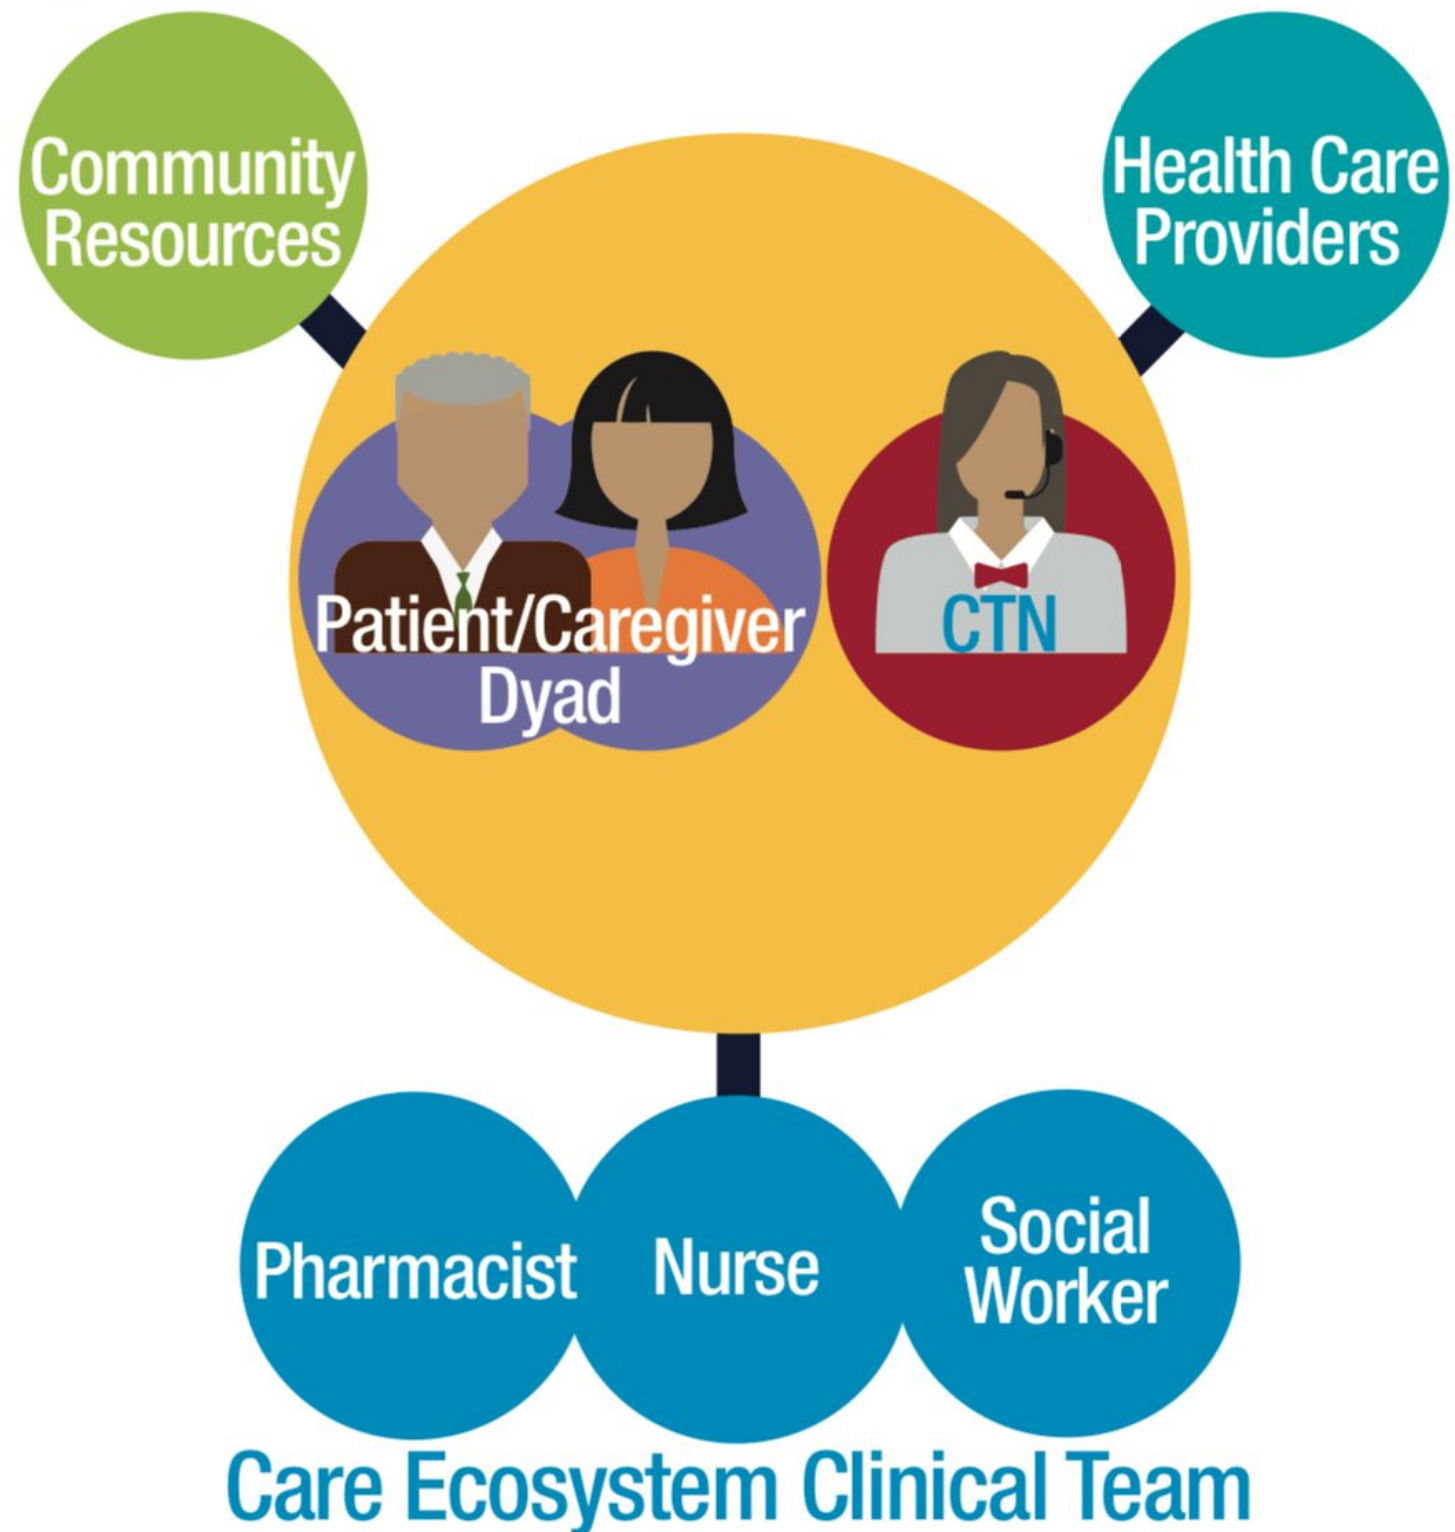 Community
Resources
Health Care
Providers
Patient/Caregiver
Dyad
CTN
Pharmacist
Nurse
Social
Worker
Care Ecosystem Clinical Team